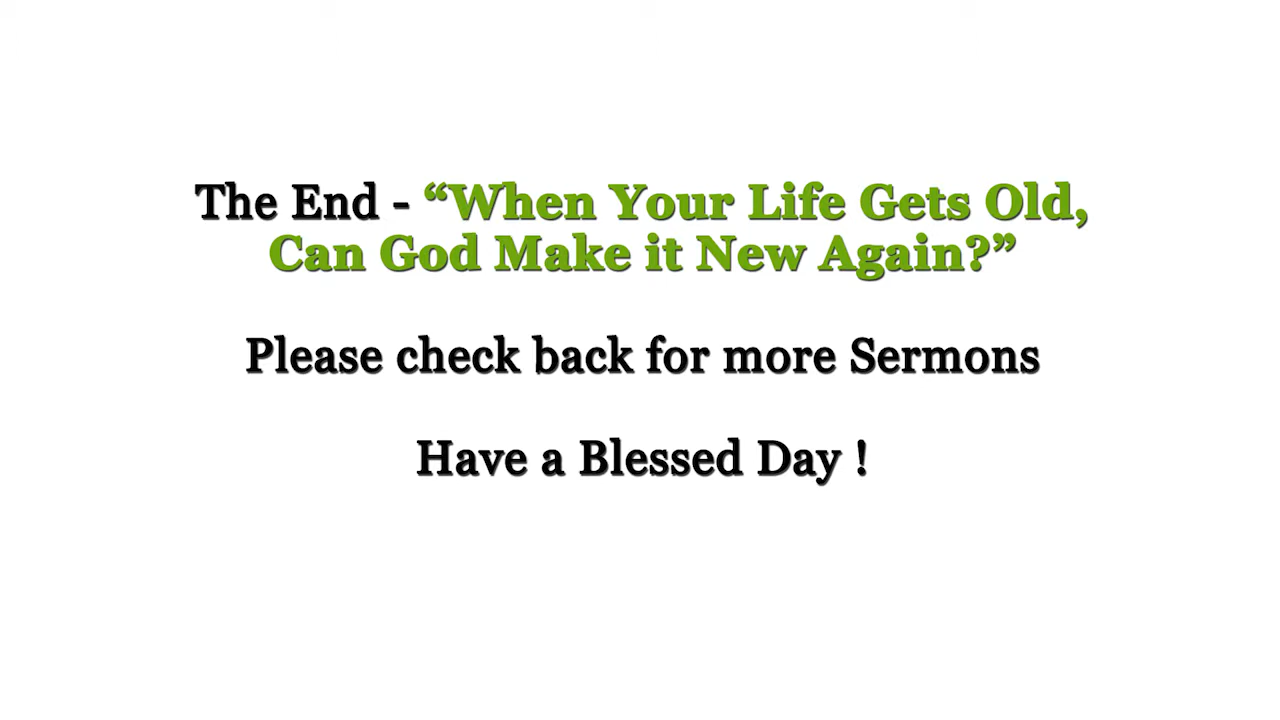 The End - “When Your Life Gets Old,
Can God Make it New Again?”
Please check back for more Sermons
Have a Blessed Day !